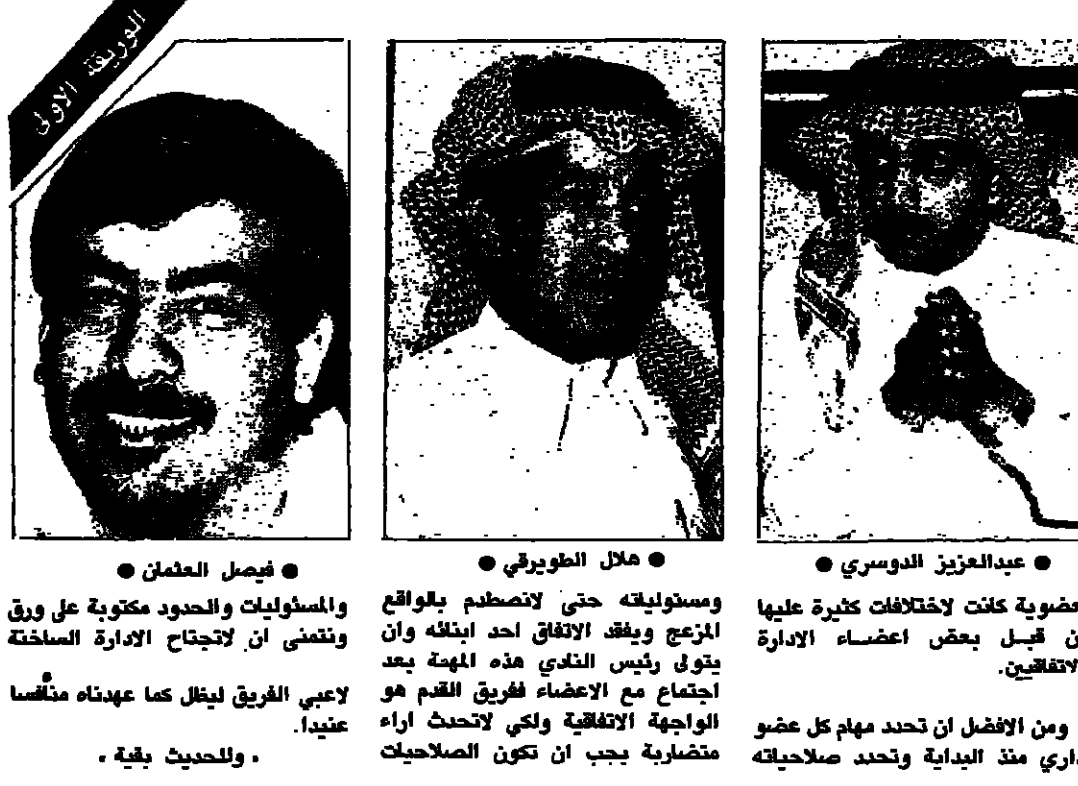 الوريقة الاولى
● عبدالعزيز الدوسري ●
عضوية كانت لاختلافات كثيرة عليها
ن قبل بعض اعضاء الادارة
لاتفاقيين.
ومن الافضل ان تحدد مهام كل عضو
داري منذ البداية وتحدد صلاحياته
● هلال الطويرقي ●
ومسئولياته حتى لانصطدم بالواقع
المزعج ويفقد الاتفاق احد ابنائه وان
يتولى رئيس النادي هذه المهمة بعد
اجتماع مع الاعضاء ففريق القدم هو
الواجهة الاتفاقية ولكي لاتحدث اراء
متضاربة يجب ان تكون الصلاحيات
● فيصل العثمان ●
والمسئوليات والحدود مكتوبة على ورق
ونتمنى ان لاتجتاح الادارة الساخنة
لاعبي الفريق ليظل كما عهدناه منافسا
عنيدا.
. وللحديث بقية .